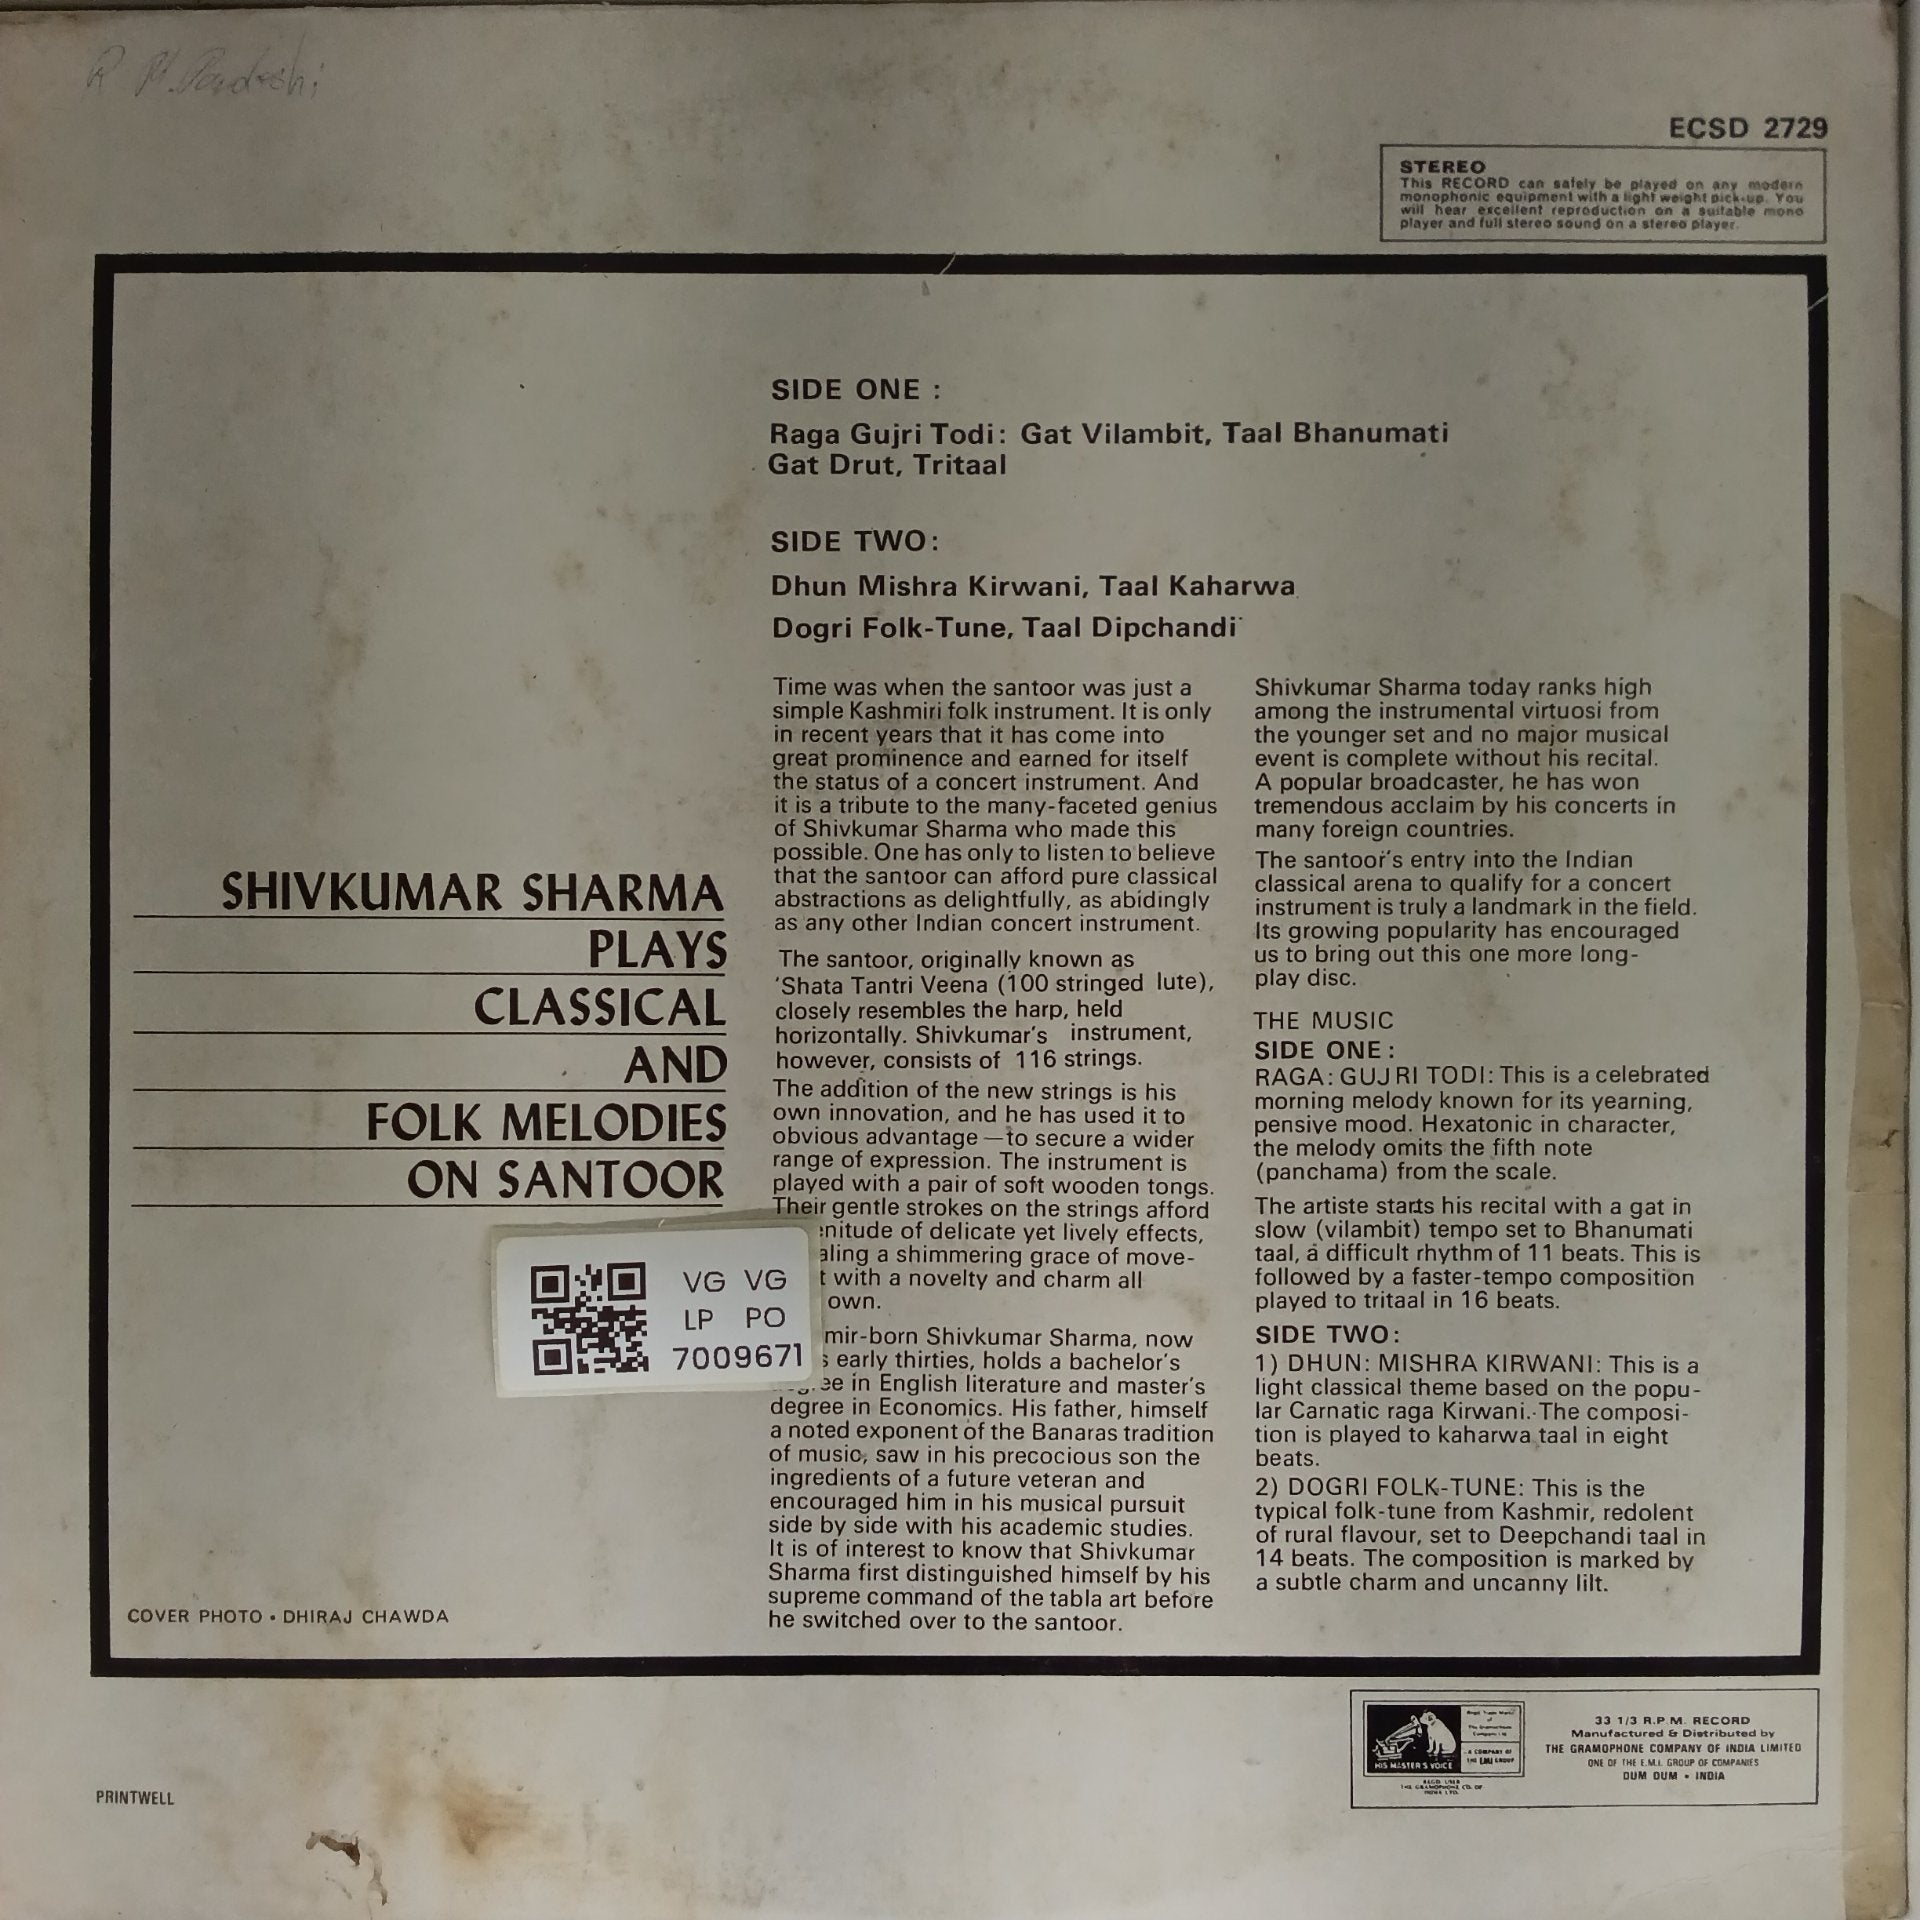 ECSD 2729
STEREO
This RECORD can safely be played on any modern
monophonic equipment with a light weight pick-up. You
will hear excellent reproduction on a suitable mono
player and full stereo sound on a stereo player.
SIDE ONE :
Raga Gujri Todi: Gat Vilambit, Taal Bhanumati
Gat Drut, Tritaal
SIDE TWO:
Dhun Mishra Kirwani, Taal Kaharwa
Dogri Folk-Tune, Taal Dipchandi
SHIVKUMAR SHARMA
PLAYS
CLASSICAL
AND
FOLK MELODIES
ON SANTOOR
Time was when the santoor was just a
simple Kashmiri folk instrument. It is only
in recent years that it has come into
great prominence and earned for itself
the status of a concert instrument. And
it is a tribute to the many-faceted genius
of Shivkumar Sharma who made this
possible. One has only to listen to believe
that the santoor can afford pure classical
abstractions as delightfully, as abidingly
as any other Indian concert instrument.
The santoor, originally known as
'Shata Tantri Veena (100 stringed lute),
closely resembles the harp, held
horizontally. Shivkumar's instrument,
however, consists of 116 strings.
The addition of the new strings is his
own innovation, and he has used it to
obvious advantage —to secure a wider
range of expression. The instrument is
played with a pair of soft wooden tongs.
Their gentle strokes on the strings afford
of delicate yet lively effects,
a shimmering grace of move-
with a novelty and charm all
own.
Shivkumar Sharma, now
early thirties, holds a bachelor's
in English literature and master's
degree in Economics. His father, himself
a noted exponent of the Banaras tradition
of music, saw in his precocious son the
ingredients of a future veteran and
encouraged him in his musical pursuit
side by side with his academic studies.
It is of interest to know that Shivkumar
Sharma first distinguished himself by his
supreme command of the tabla art before
he switched over to the santoor.
Shivkumar Sharma today ranks high
among the instrumental virtuosi from
the younger set and no major musical
event is complete without his recital.
A popular broadcaster, he has won
tremendous acclaim by his concerts in
many foreign countries.
The santoor's entry into the Indian
classical arena to qualify for a concert
instrument is truly a landmark in the field.
Its growing popularity has encouraged
us to bring out this one more long-
play disc.
THE MUSIC
SIDE ONE :
RAGA: GUJRI TODI: This is a celebrated
morning melody known for its yearning,
pensive mood. Hexatonic in character,
the melody omits the fifth note
(panchama) from the scale.
The artiste starts his recital with a gat in
slow (vilambit) tempo set to Bhanumati
taal, a difficult rhythm of 11 beats. This is
followed by a faster-tempo composition
played to tritaal in 16 beats.
SIDE TWO:
1) DHUN: MISHRA KIRWANI: This is a
light classical theme based on the popu-
lar Carnatic raga Kirwani. The composi-
tion is played to kaharwa taal in eight
beats.
2) DOGRI FOLK-TUNE: This is the
typical folk-tune from Kashmir, redolent
of rural flavour, set to Deepchandi taal in
14 beats. The composition is marked by
a subtle charm and uncanny lilt.
VG VG
LP PO
7009671
COVER PHOTO • DHIRAJ CHAWDA
PRINTWELL
HIS MASTER'S VOICE
33 1/3 R.P.M. RECORD
Manufactured & Distributed by
THE GRAMOPHONE COMPANY OF INDIA LIMITED
ONE OF THE E.M.I. GROUP OF COMPANIES
DUM DUM • INDIA